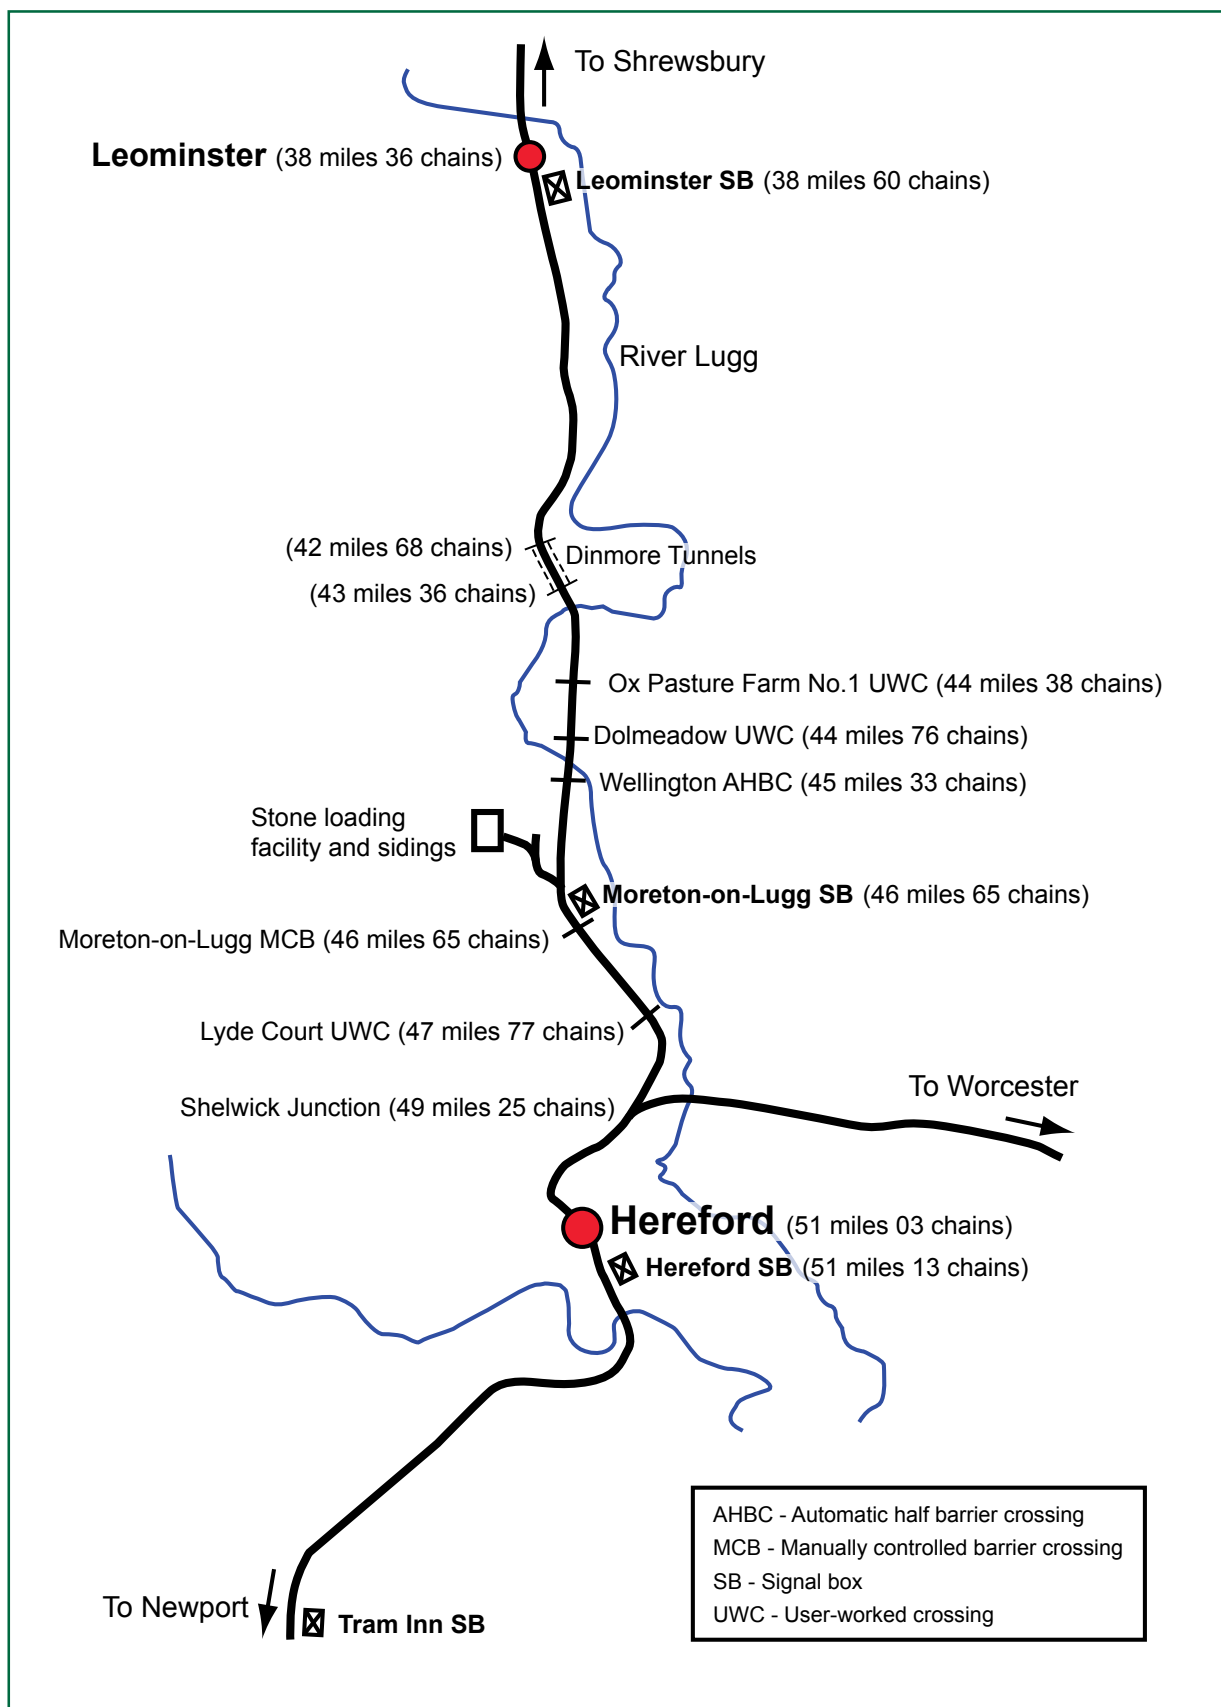 To Shrewsbury
Leominster (38 miles 36 chains)
Leominster SB (38 miles 60 chains)
River Lugg
(42 miles 68 chains)
Dinmore Tunnels
(43 miles 36 chains)
Ox Pasture Farm No.1 UWC (44 miles 38 chains)
Dolmeadow UWC (44 miles 76 chains)
Wellington AHBC (45 miles 33 chains)
Stone loading
facility and sidings
Moreton-on-Lugg SB (46 miles 65 chains)
Moreton-on-Lugg MCB (46 miles 65 chains)
Lyde Court UWC (47 miles 77 chains)
To Worcester
Shelwick Junction (49 miles 25 chains)
Hereford (51 miles 03 chains)
Hereford SB (51 miles 13 chains)
AHBC - Automatic half barrier crossing
MCB - Manually controlled barrier crossing
SB - Signal box
UWC - User-worked crossing
To Newport
Tram Inn SB